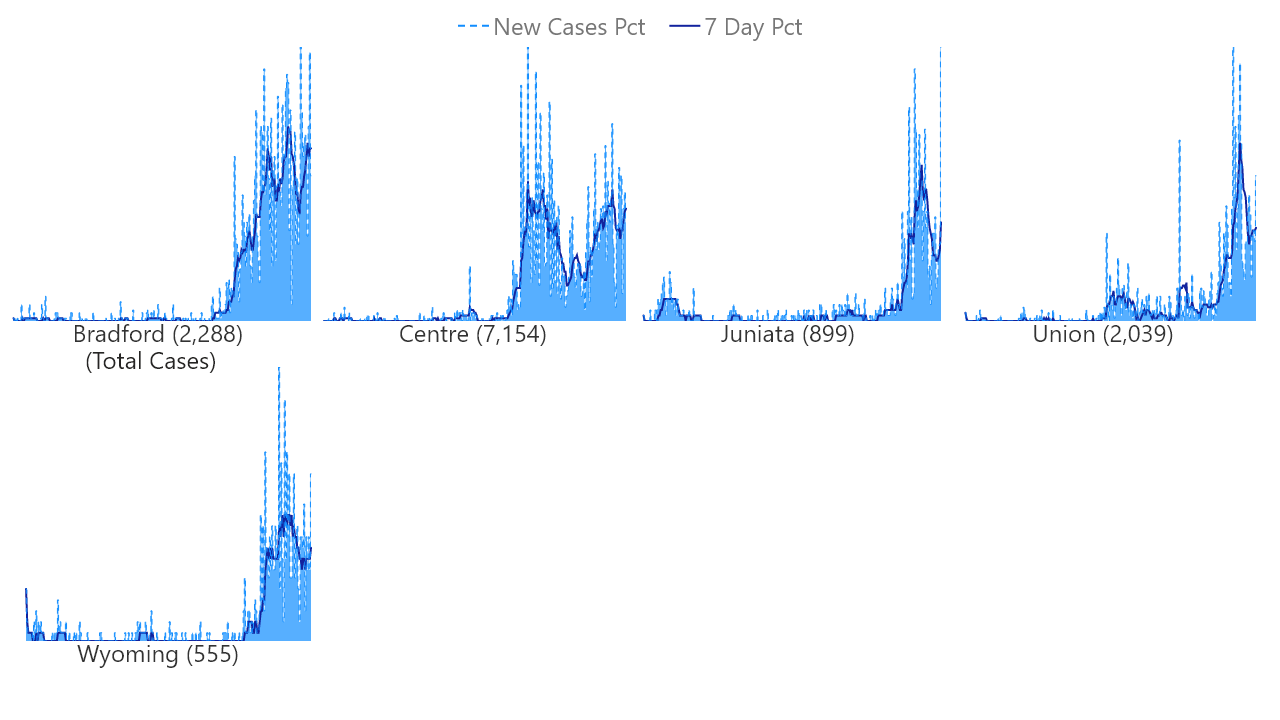 New Cases Pct 7 Day Pct
Bradford (2,288)
(Total Cases)
Centre (7,154)
Juniata (899)
Union (2,039)
Wyoming (555)